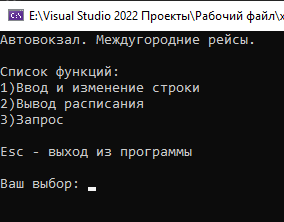 E:\Visual Studio 2022 Проекты\Рабочий файл\
Автовокзал. Междугородние рейсы.
Список функций:
1)Ввод и изменение строки
2)Вывод расписания
3)Запрос
Esc - выход из программы
Ваш выбор: